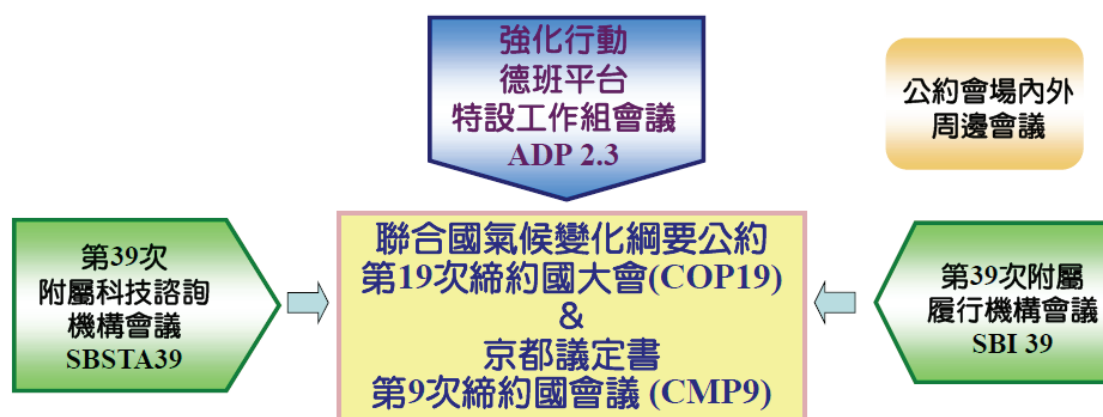 強化行動
德班平台
特設工作組會議
ADP 2.3
公約會場內外
周邊會議
第39次
附屬科技諮詢
機構會議
SBSTA39
聯合國氣候變化綱要公約
第19次締約國大會(COP19)
&
京都議定書
第9次締約國會議 (CMP9)
第39次附屬
履行機構會議
SBI 39